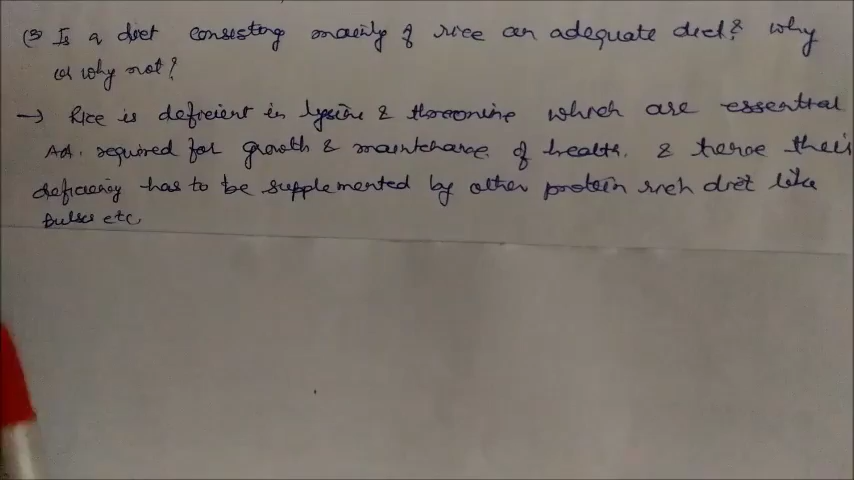 (3) Is a diet consisting mainly of rice an adequate diet? Why
or why not?
→ Rice is deficient in lysine & threonine which are essential
AA. required for growth & maintenance of health. & hence their
deficiency has to be supplemented by other protein rich diet like
Pulses etc.